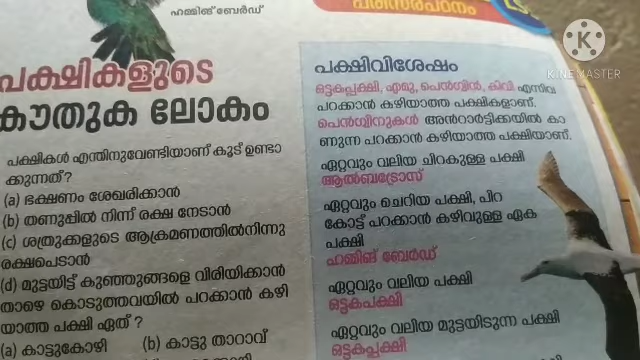 ഹമ്മിങ് ബേർഡ്
പരിസരപഠനം
KINEMASTER
പക്ഷികളുടെ
കൗതുക ലോകം
പക്ഷികൾ എന്തിനുവേണ്ടിയാണ് കൂട് ഉണ്ടാ
ക്കുന്നത്?
(a) ഭക്ഷണം ശേഖരിക്കാൻ
(b) തണുപ്പിൽ നിന്ന് രക്ഷ നേടാൻ
(c) ശത്രുക്കളുടെ ആക്രമണത്തിൽനിന്നു
രക്ഷപെടാൻ
(d) മുട്ടയിട്ട് കുഞ്ഞുങ്ങളെ വിരിയിക്കാൻ
താഴെ കൊടുത്തവയിൽ പറക്കാൻ കഴി
യാത്ത പക്ഷി ഏത് ?
(a) കാട്ടുകോഴി (b) കാട്ടു താറാവ്
പക്ഷിവിശേഷം
ഒട്ടകപ്പക്ഷി, എമു, പെൻഗ്വിൻ, കിവി എന്നിവ
പറക്കാൻ കഴിയാത്ത പക്ഷികളാണ്.
പെൻഗ്വിനുകൾ അൻറാർട്ടിക്കയിൽ കാ
ണുന്ന പറക്കാൻ കഴിയാത്ത പക്ഷിയാണ്.
ഏറ്റവും വലിയ ചിറകുള്ള പക്ഷി
ആൽബട്രോസ്
ഏറ്റവും ചെറിയ പക്ഷി, പിറ
കോട്ട് പറക്കാൻ കഴിവുള്ള ഏക
പക്ഷി
ഹമ്മിങ് ബേർഡ്
ഏറ്റവും വലിയ പക്ഷി
ഒട്ടകപക്ഷി
ഏറ്റവും വലിയ മുട്ടയിടുന്ന പക്ഷി
ഒട്ടകപ്പക്ഷി